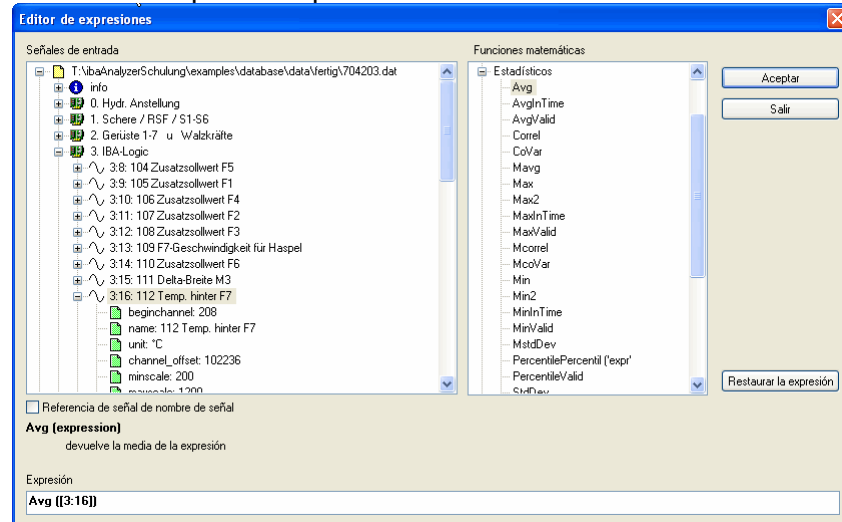 Editor de expresiones
Señales de entrada
T:\ibaAnalyzerSchulung\examples\database\data\fertig\704203.dat
info
0. Hydr. Anstellung
1. Schere / RSF / S1-S6
2. Gerüste 1-7 u Walzkräfte
3. IBA-Logic
3:8: 104 Zusatzsollwert F5
3:9: 105 Zusatzsollwert F1
3:10: 106 Zusatzsollwert F4
3:11: 107 Zusatzsollwert F2
3:12: 108 Zusatzsollwert F3
3:13: 109 F7-Geschwindigkeit für Haspel
3:14: 110 Zusatzsollwert F6
3:15: 111 Delta-Breite M3
3:16: 112 Temp. hinter F7
beginchannel: 208
name: 112 Temp. hinter F7
unit: °C
channel_offset: 102236
minscale: 200
maxscale: 1200
Funciones matemáticas
Estadísticos
Avg
AvgInTime
AvgValid
Correl
CoVar
Mavg
Max
Max2
MaxInTime
MaxValid
Mcorrel
McoVar
Min
Min2
MinInTime
MinValid
MstdDev
PercentilePercentil ('expr'
PercentileValid
StdDev
Aceptar
Salir
Restaurar la expresión
Referencia de señal de nombre de señal
Avg (expression)
devuelve la media de la expresión
Expresión
Avg ([3:16])